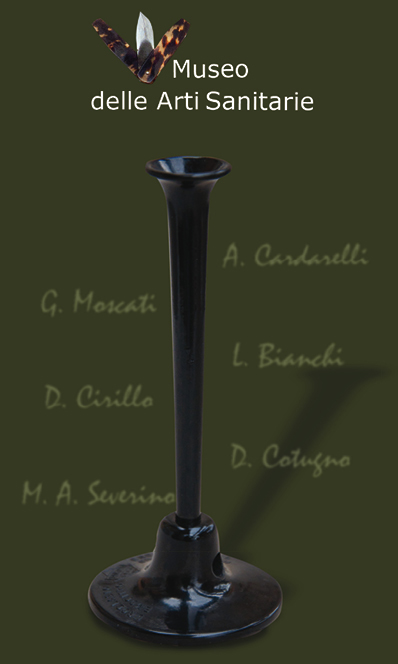 Museo
delle Arti Sanitarie
A. Cardarelli
G. Moscati
L. Bianchi
D. Cirillo
D. Cotugno
M. A. Severino